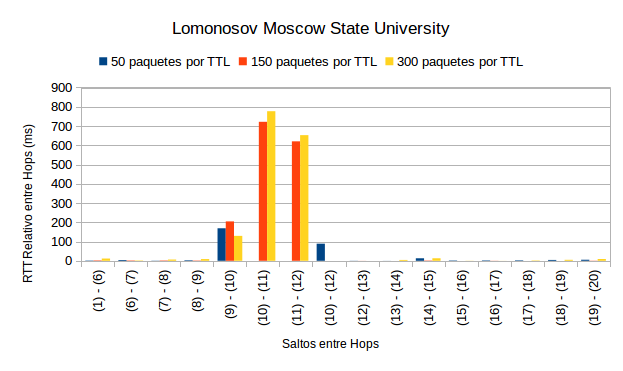 Lomonosov Moscow State University
50 paquetes por TTL 150 paquetes por TTL 300 paquetes por TTL
RTT Relativo entre Hops (ms)
900
800
700
600
500
400
300
200
100
0
(1) - (6)
(6) - (7)
(7) - (8)
(8) - (9)
(9) - (10)
(10) - (11)
(11) - (12)
(10) - (12)
(12) - (13)
(13) - (14)
(14) - (15)
(15) - (16)
(16) - (17)
(17) - (18)
(18) - (19)
(19) - (20)
Saltos entre Hops